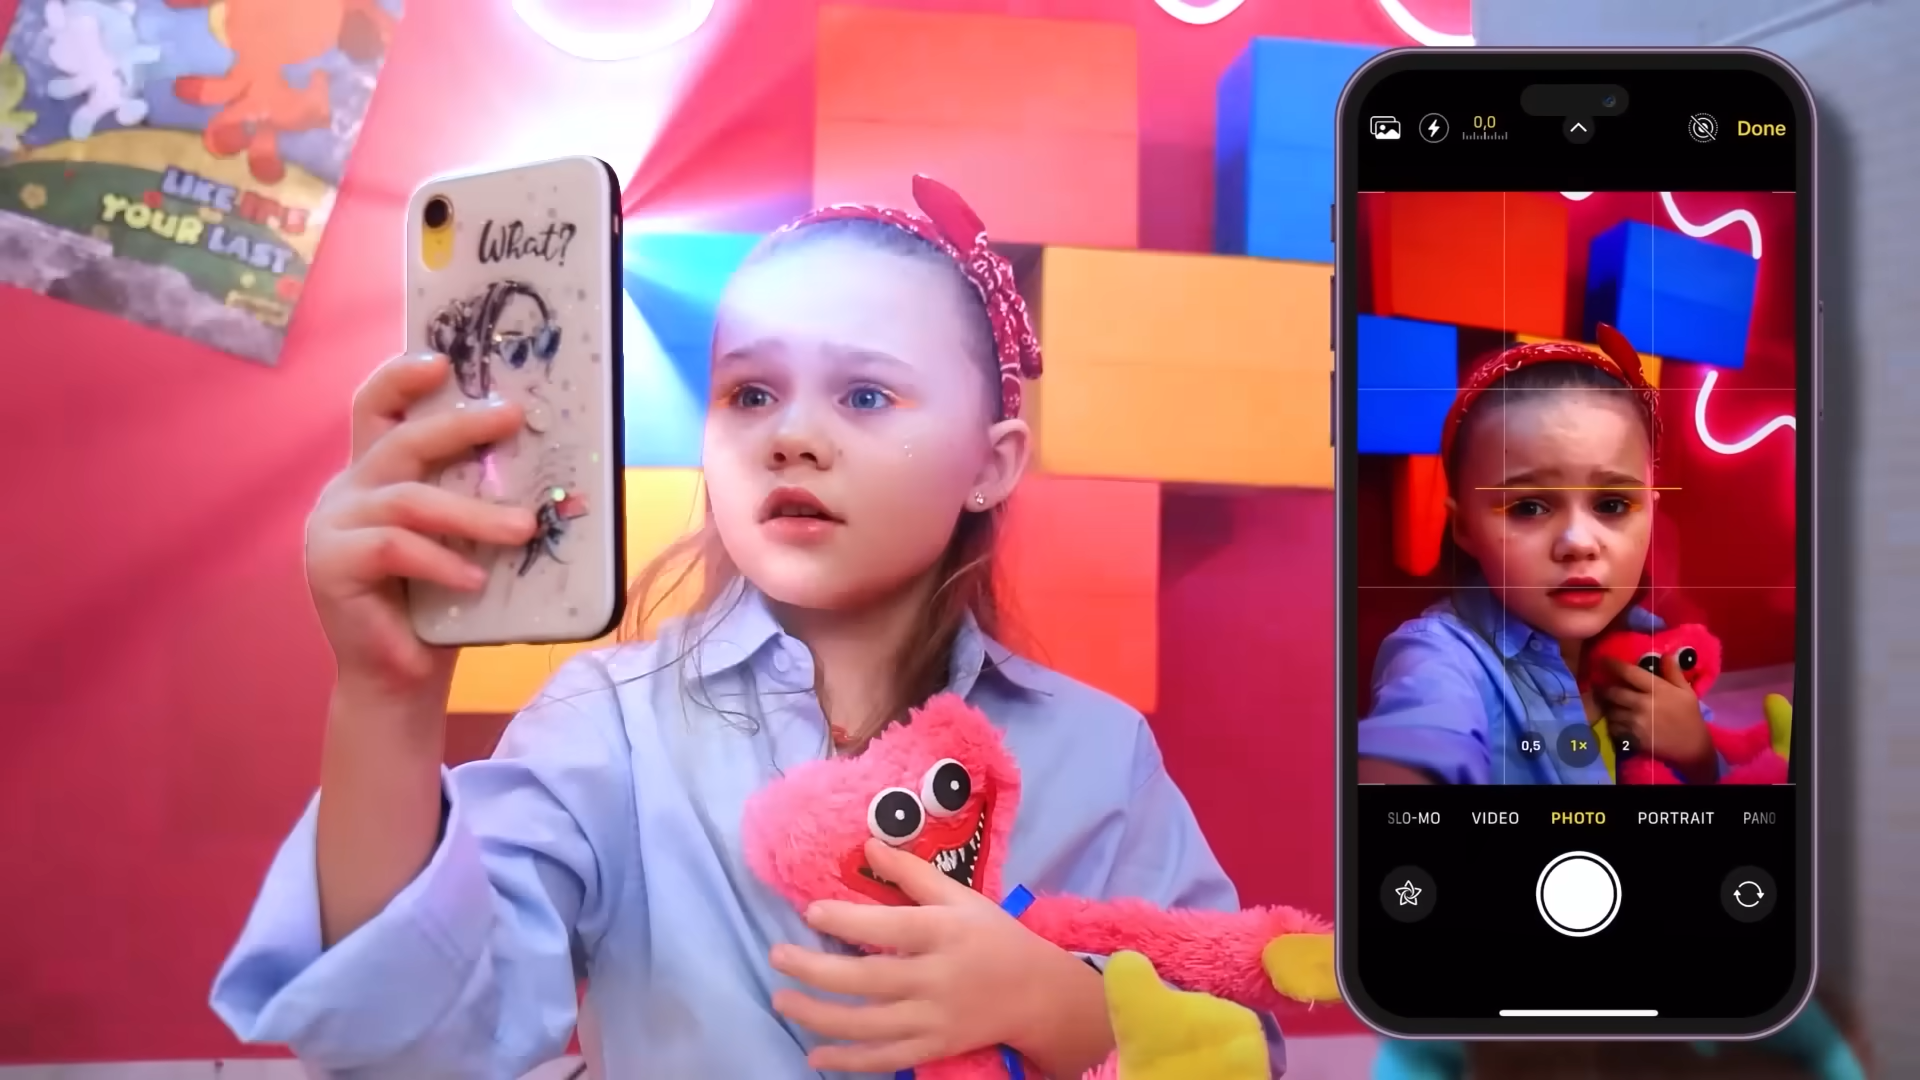 LIKE IT'S
YOUR LAST
What?
0,0
Done
0,5 1× 2
SLO-MO VIDEO PHOTO PORTRAIT PANO